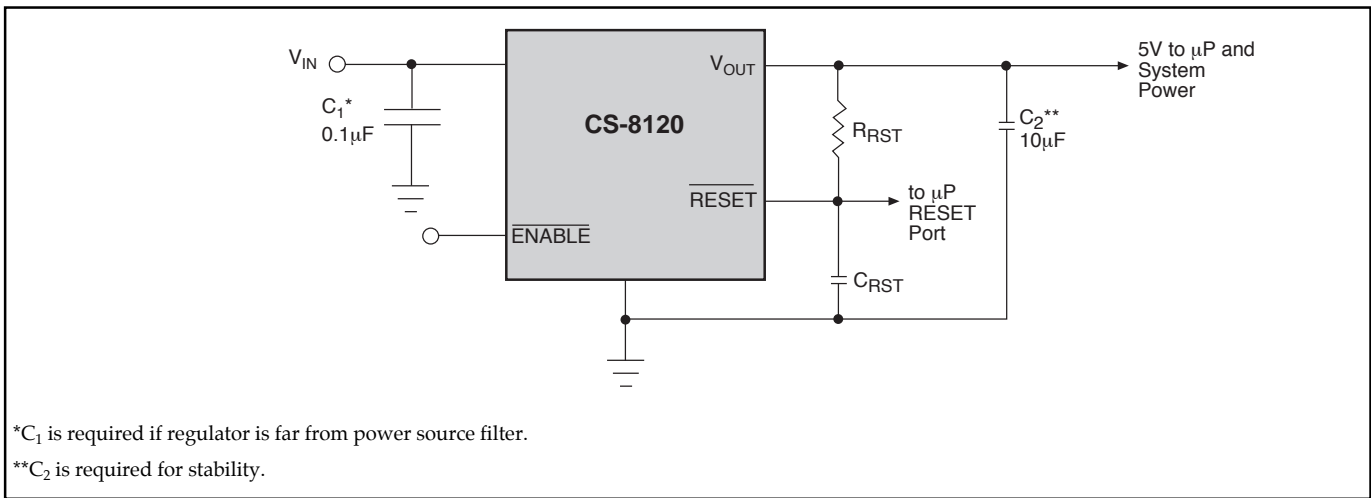 V_IN
C_1*
0.1μF
CS-8120
V_OUT
R_RST
C_2**
10μF
5V to μP and
System
Power
RESET
to μP
RESET
Port
ENABLE
C_RST
*C_1 is required if regulator is far from power source filter.
**C_2 is required for stability.